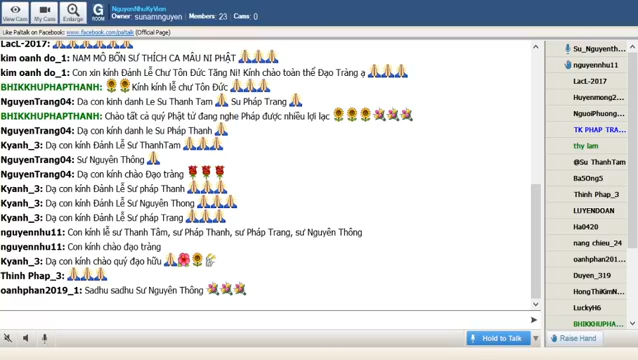 View Cam
My Cam
Enlarge
G
ROOM
NguyenNhuKyVien
Owner: sunamnguyen Members: 23 Cams: 0
Like Paltalk on Facebook! www.facebook.com/paltalk (Official)
LacL-2017:
kim oanh do_1: NAM MÔ BỔN SƯ THÍCH CA MÂU NI PHẬT
kim oanh do_1: Con xin kính Đảnh Lễ Chư Tôn Đức Tăng Ni! Kính chào toàn thể Đạo Tràng ạ
BHIKKHUPHAPTHANH: Kính kính lễ chư Tôn Đức
NguyenTrang04: Da con kinh danh Le Su Thanh Tam Su Pháp Trang
BHIKKHUPHAPTHANH: Chào tất cả quý Phật tử đang nghe Pháp được nhiều lợi lạc
NguyenTrang04: Da con kinh danh le su Pháp Thanh
Kyanh_3: Dạ con kính Đảnh Lễ Sư ThanhTam
NguyenTrang04: Sư Nguyên Thông
NguyenTrang04: Da con kính chào Đạo tràng
Kyanh_3: Dạ con kính Đảnh Lễ Sư pháp Thanh
Kyanh_3: Dạ con kính Đảnh Lễ Sư Nguyên Thong
Kyanh_3: Dạ con kính Đảnh Lễ Sư pháp Trang
nguyennhu11: Con kính lễ sư Thanh Tâm, sư Pháp Thanh, sư Pháp Trang, sư Nguyên Thông
nguyennhu11: Con kính chào đạo tràng
Kyanh_3: Dạ con kính chào quý đạo hữu
Thinh Phap_3:
oanhphan2019_1: Sadhu sadhu Sư Nguyên Thông
Hold to Talk
Su_Nguyenth...
nguyennhu11
LacL-2017
Huyenmong2...
NguoiPhuong...
TK PHAP TRA...
thy lam
@Su ThanhTam
Ba5Ong5
Thinh Phap_3
LUYENDOAN
Ha0420
nang chieu_24
oanhphan201...
Duyen_319
HongThiKimN...
LuckyH6
BHIKKHUPHA...
Raise Hand